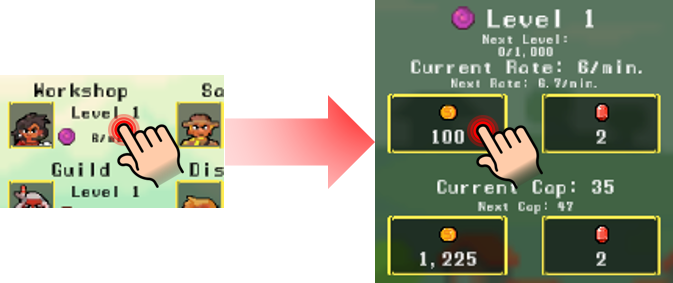 Workshop
Sa
Level 1
6/m
Guild
Dis
Level 1
Level 1
Next Level:
0/1,000
Current Rate: 6/min.
Next Rate: 6.7/min.
100
2
Current Cap: 35
Next Cap: 47
1,225
2